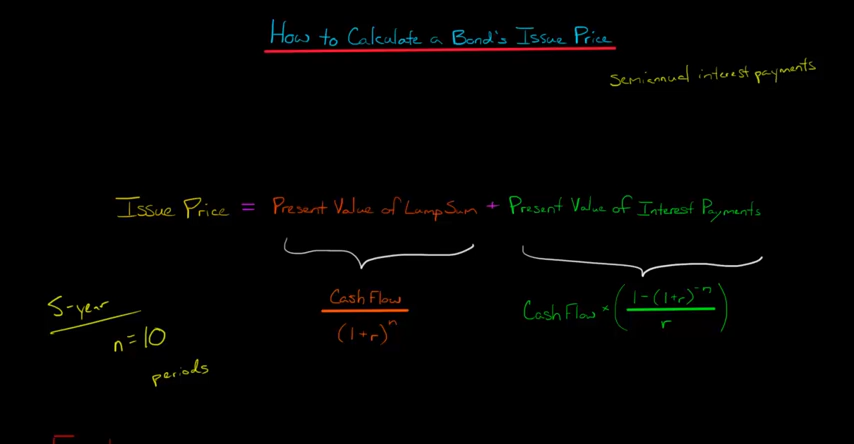 How to Calculate a Bond's Issue Price
semiannual interest payments
Issue Price = Present Value of Lump Sum + Present Value of Interest Payments
Cash Flow / (1+r)^n
Cash Flow × (1-(1+r)^-n / r)
5-year
n=10
periods